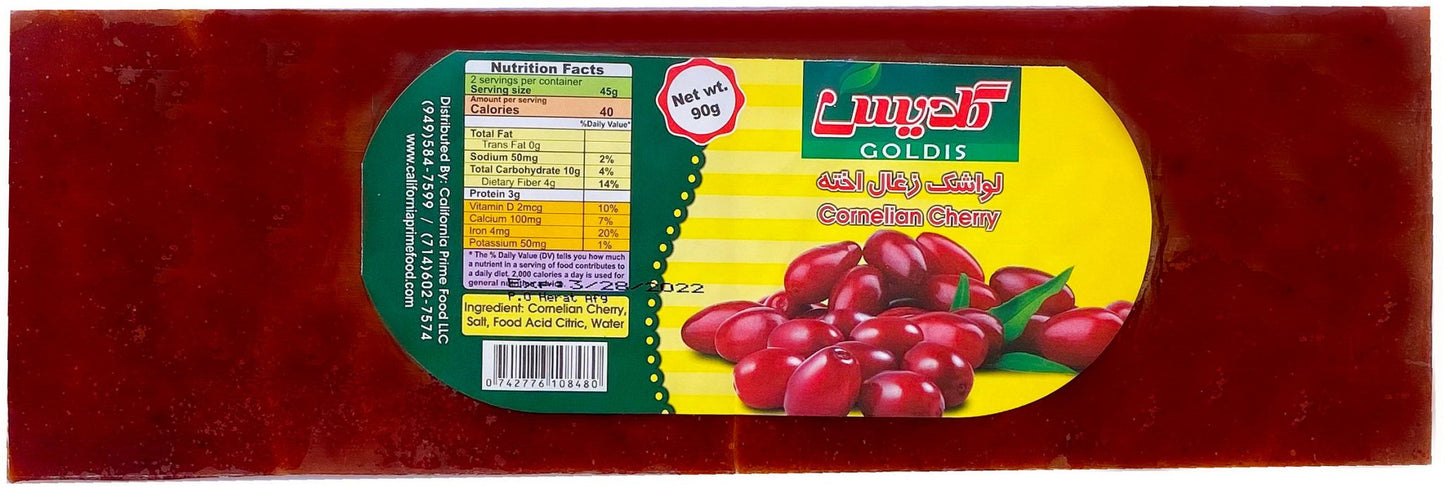 Distributed By: California Prime Food LLC
(949)584-7599 / (714)602-7574
www.californiaprimefood.com
Nutrition Facts
2 servings per container
Serving size 45g
Amount per serving
Calories 40
%Daily Value*
Total Fat
Trans Fat 0g
Sodium 50mg 2%
Total Carbohydrate 10g 4%
Dietary Fiber 4g 14%
Protein 3g
Vitamin D 2mcg 10%
Calcium 100mg 7%
Iron 4mg 20%
Potassium 50mg 1%
* The % Daily Value (DV) tells you how much
a nutrient in a serving of food contributes to
a daily diet. 2,000 calories a day is used for
general
3/28/2022
P.O Herat Afg
Ingredient: Cornelian Cherry,
Salt, Food Acid Citric, Water
0 742776 108480
Net wt.
90g
گلدیس
GOLDIS
لواشک زغال اخته
Cornelian Cherry